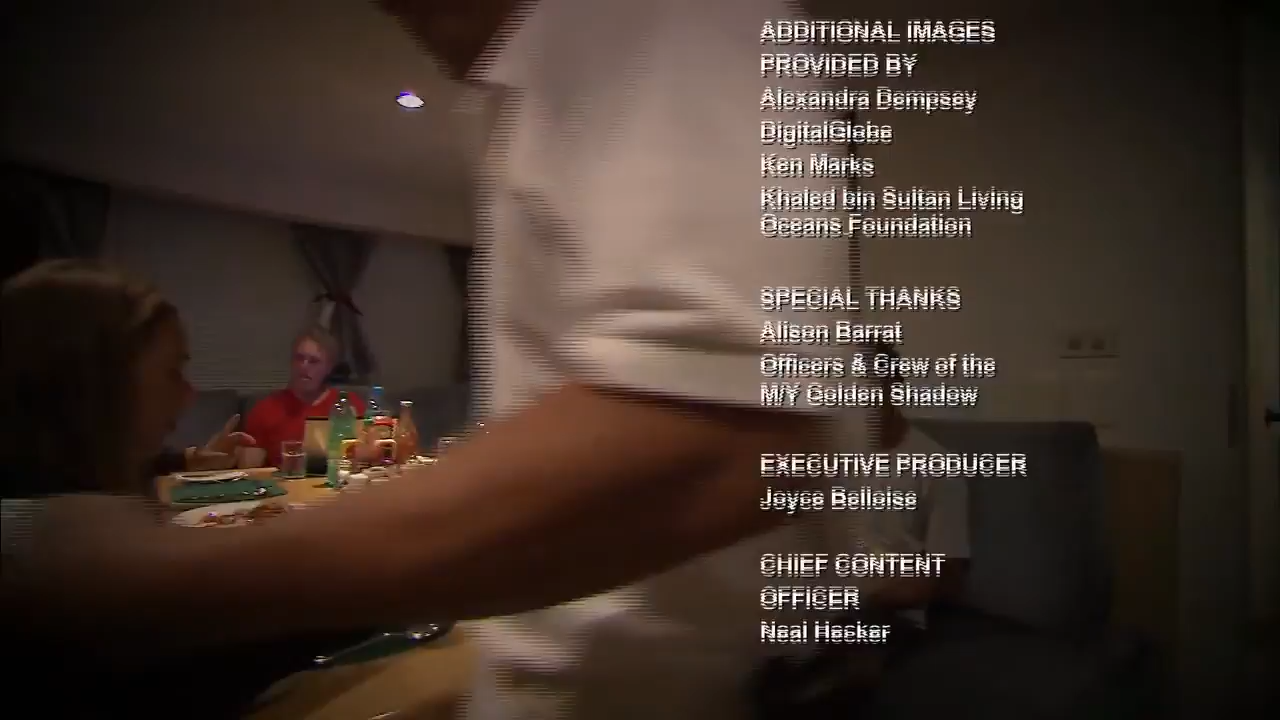 ADDITIONAL IMAGES
PROVIDED BY
Alexandra Dempsey
DigitalGlobe
Ken Marks
Khaled bin Sultan Living
Oceans Foundation
SPECIAL THANKS
Alison Barrat
Officers & Crew of the
M/Y Golden Shadow
EXECUTIVE PRODUCER
Joyce Belloise
CHIEF CONTENT
OFFICER
Neal Hecker